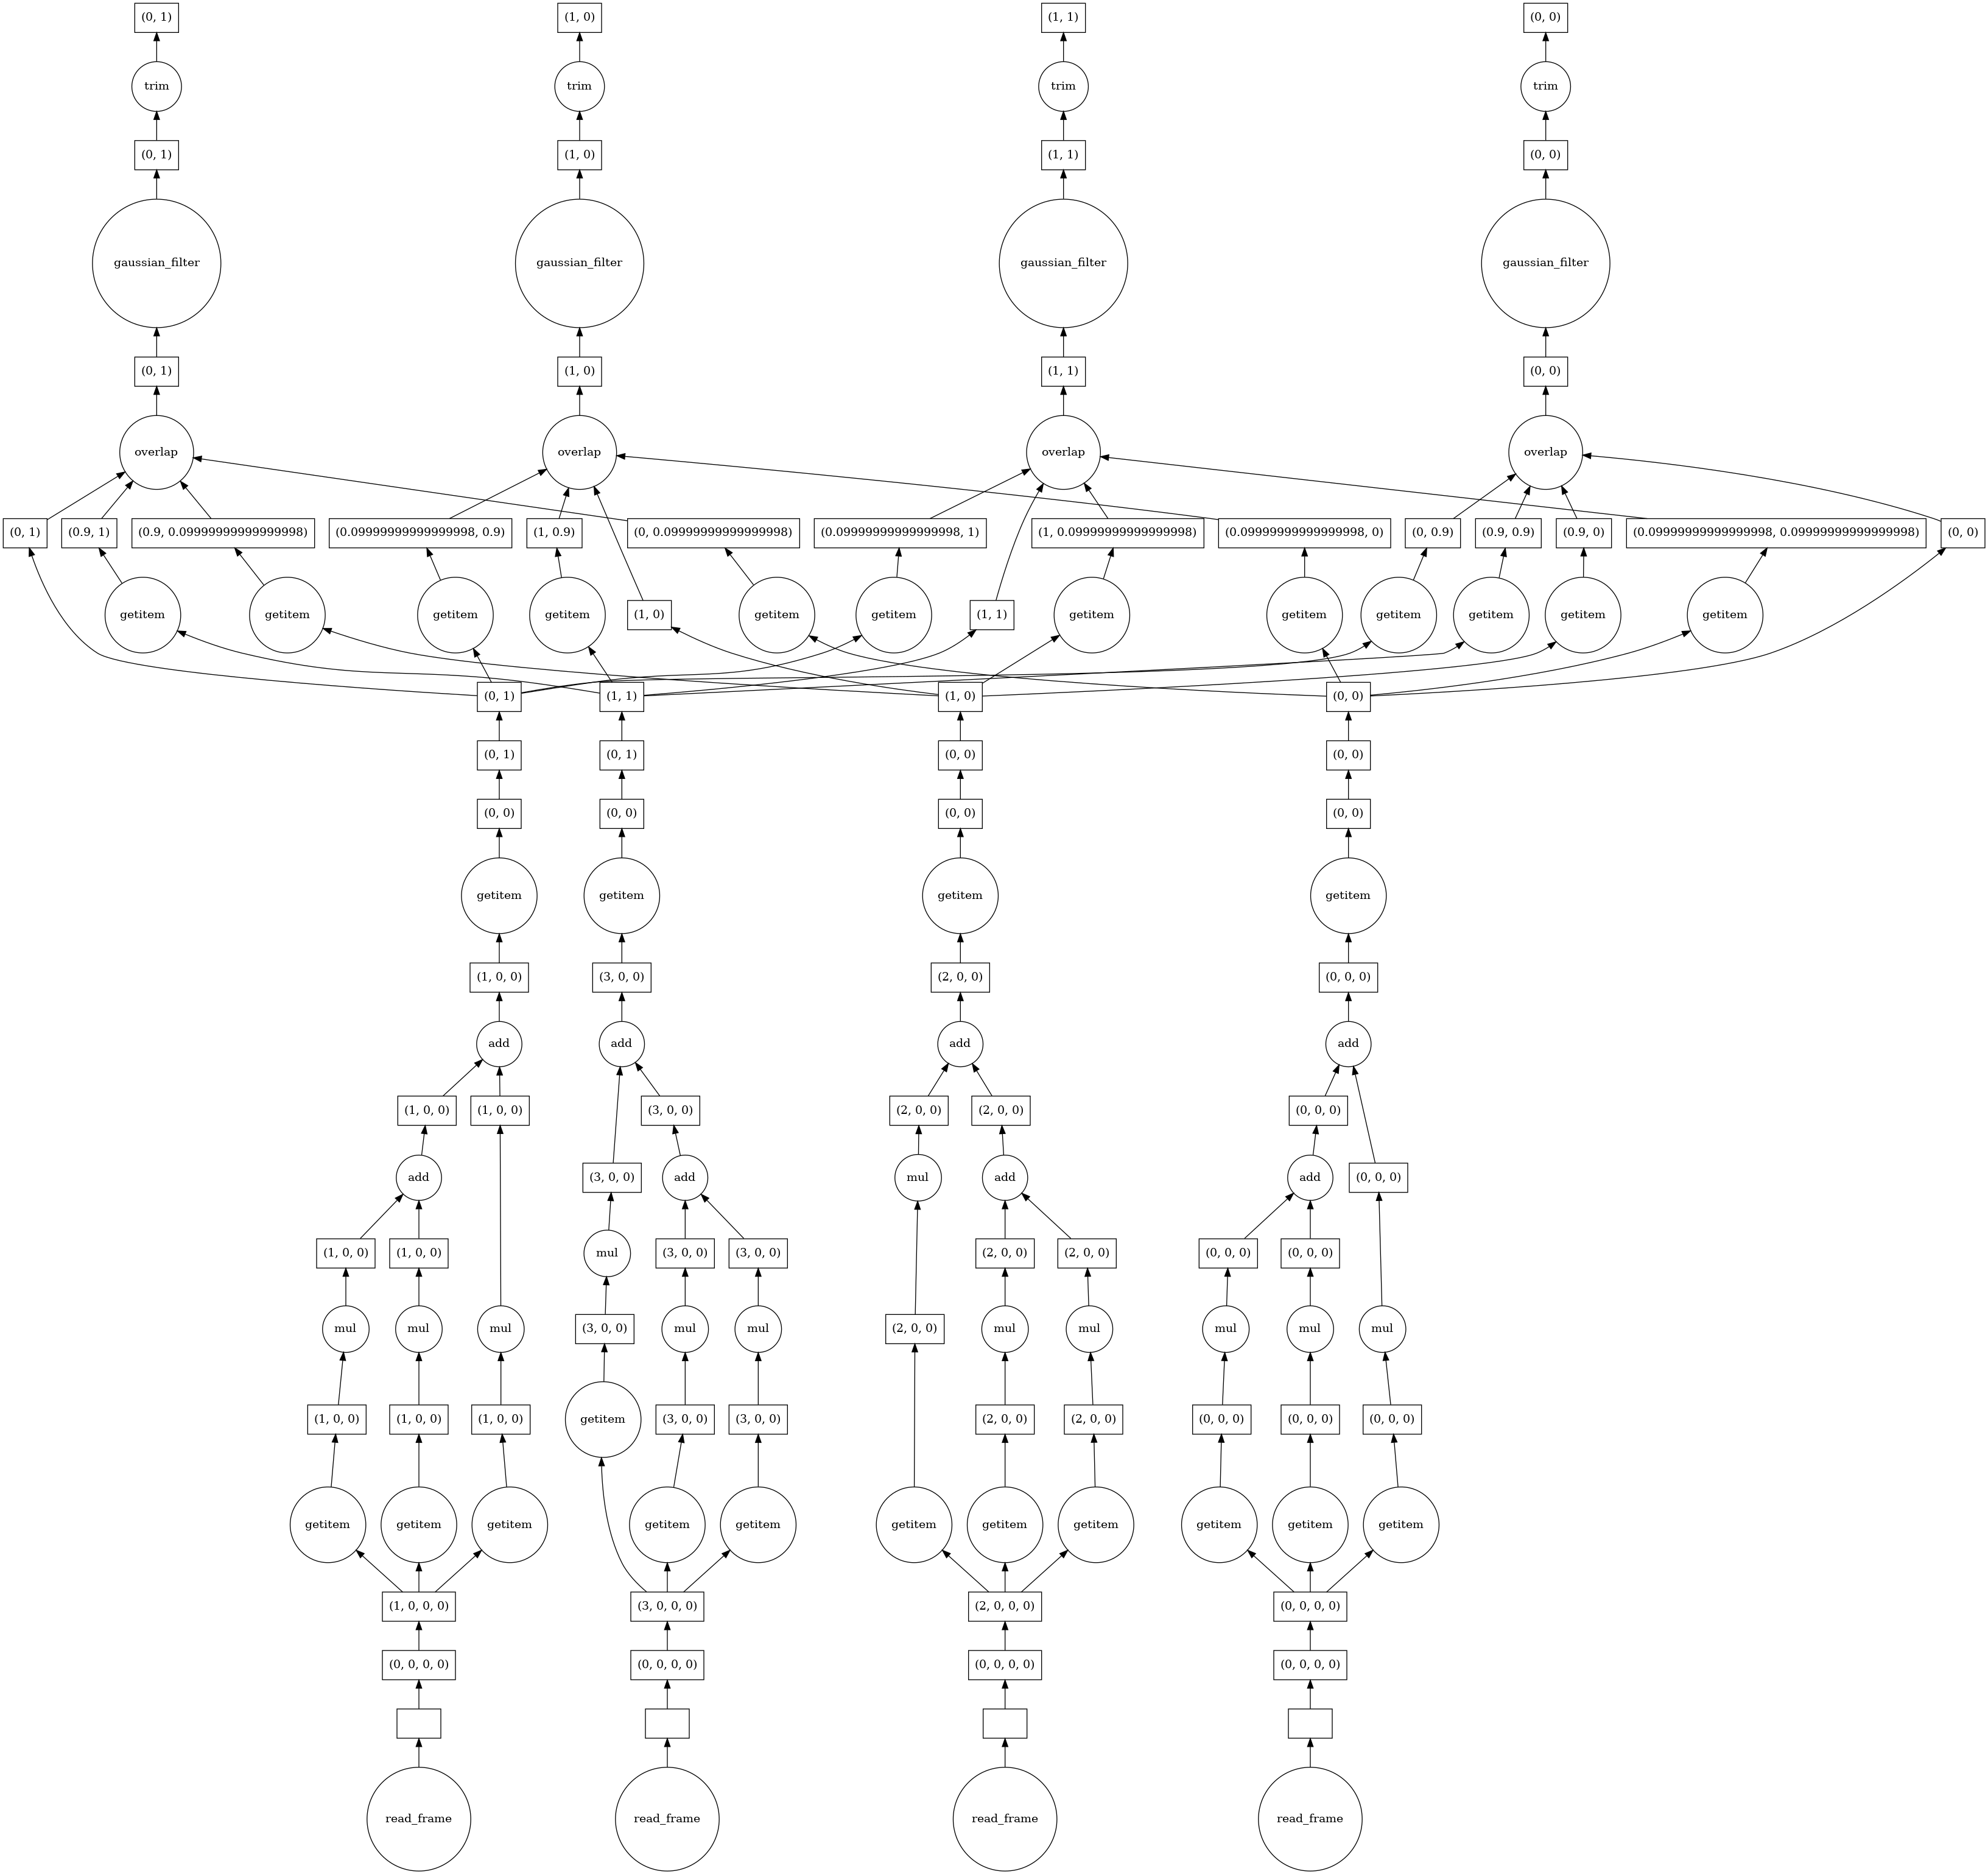 (0, 1)
(1, 0)
(1, 1)
(0, 0)
trim
trim
trim
trim
(0, 1)
(1, 0)
(1, 1)
(0, 0)
gaussian_filter
gaussian_filter
gaussian_filter
gaussian_filter
(0, 1)
(1, 0)
(1, 1)
(0, 0)
overlap
overlap
overlap
overlap
(0, 1)
(0.9, 1)
(0.9, 0.09999999999999998)
(0.09999999999999998, 0.9)
(1, 0.9)
(0, 0.09999999999999998)
(0.09999999999999998, 1)
(1, 0.09999999999999998)
(0.09999999999999998, 0)
(0, 0.9)
(0.9, 0.9)
(0.9, 0)
(0.09999999999999998, 0.09999999999999998)
(0, 0)
getitem
getitem
getitem
getitem
(1, 0)
getitem
getitem
(1, 1)
getitem
getitem
getitem
getitem
getitem
getitem
(0, 1)
(1, 1)
(1, 0)
(0, 0)
(0, 1)
(0, 1)
(0, 0)
(0, 0)
(0, 0)
(0, 0)
(0, 0)
(0, 0)
getitem
getitem
getitem
getitem
(1, 0, 0)
(3, 0, 0)
(2, 0, 0)
(0, 0, 0)
add
add
add
add
(1, 0, 0)
(1, 0, 0)
(3, 0, 0)
(2, 0, 0)
(2, 0, 0)
(0, 0, 0)
add
(3, 0, 0)
add
mul
add
add
(0, 0, 0)
(1, 0, 0)
(1, 0, 0)
mul
(3, 0, 0)
(3, 0, 0)
(2, 0, 0)
(2, 0, 0)
(0, 0, 0)
(0, 0, 0)
mul
mul
mul
(3, 0, 0)
mul
mul
(2, 0, 0)
mul
mul
mul
mul
mul
(1, 0, 0)
(1, 0, 0)
(1, 0, 0)
getitem
(3, 0, 0)
(3, 0, 0)
(2, 0, 0)
(2, 0, 0)
(0, 0, 0)
(0, 0, 0)
(0, 0, 0)
getitem
getitem
getitem
getitem
getitem
getitem
getitem
getitem
getitem
getitem
getitem
(1, 0, 0, 0)
(3, 0, 0, 0)
(2, 0, 0, 0)
(0, 0, 0, 0)
(0, 0, 0, 0)
(0, 0, 0, 0)
(0, 0, 0, 0)
(0, 0, 0, 0)
read_frame
read_frame
read_frame
read_frame